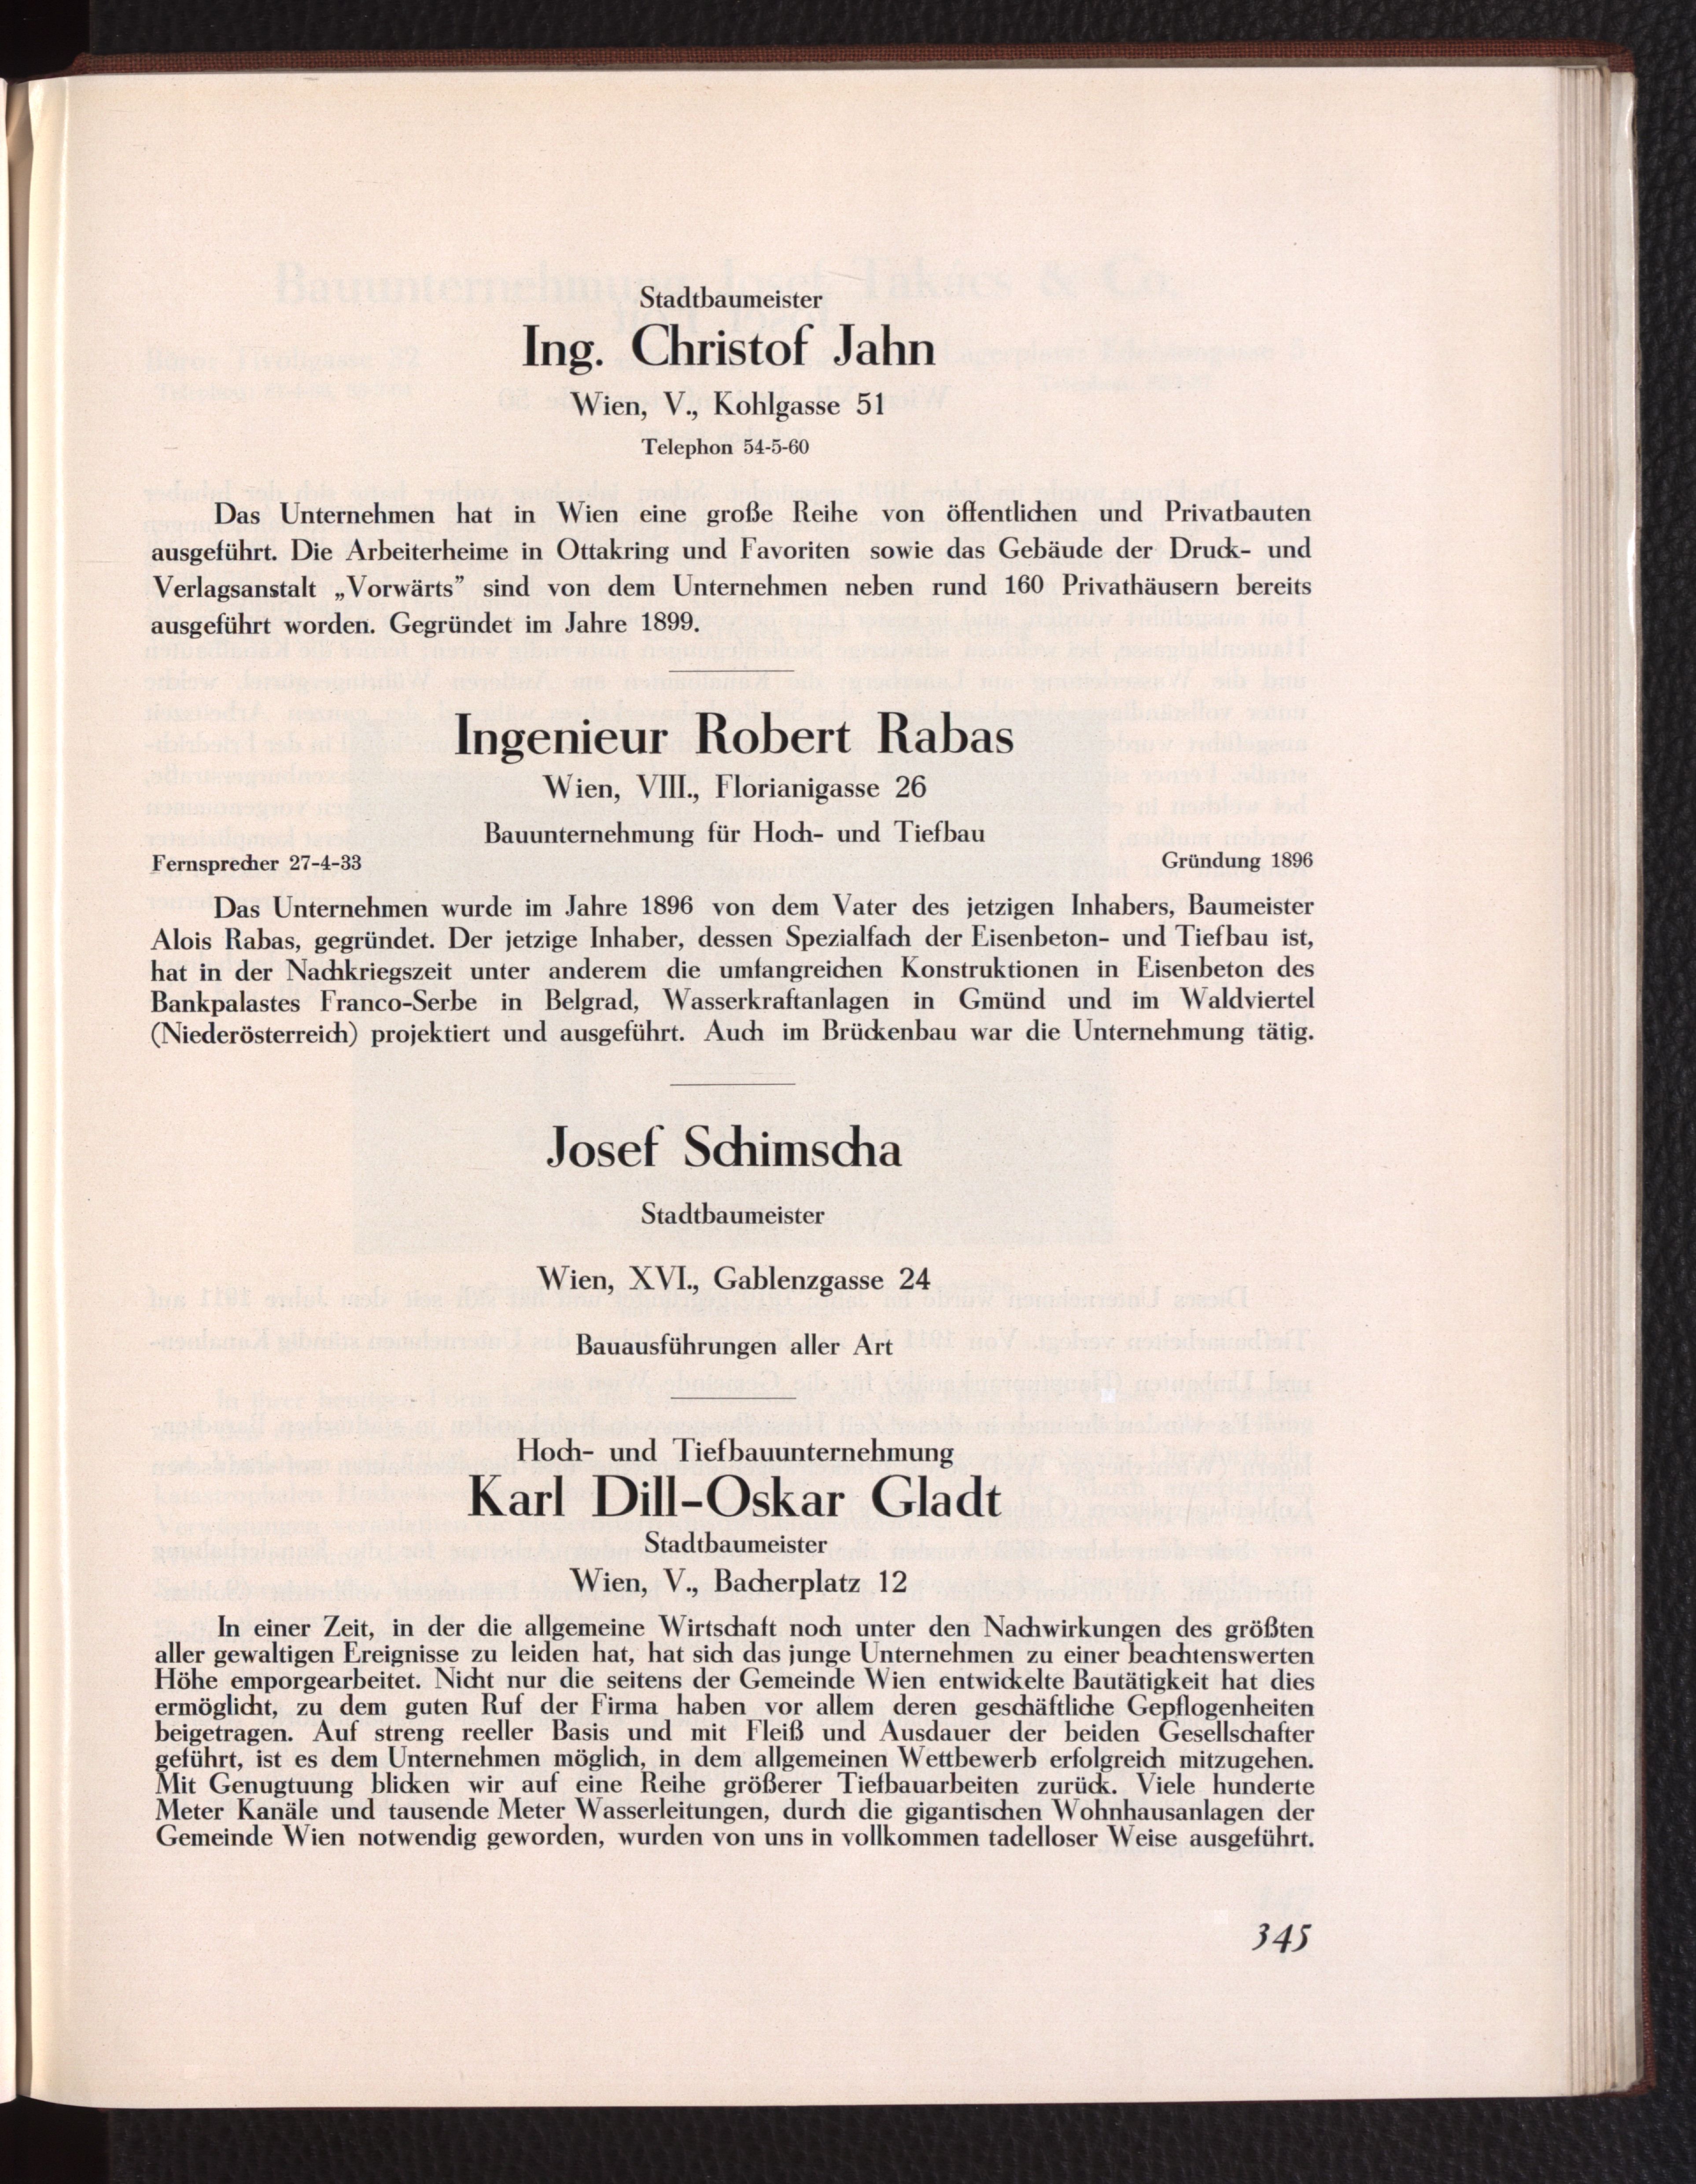 Stadtbaumeister
Ing. Christof Jahn
Wien, V., Kohlgasse 51
Telephon 54-5-60
Das Unternehmen hat in Wien eine große Reihe von öffentlichen und Privatbauten
ausgeführt. Die Arbeiterheime in Ottakring und Favoriten sowie das Gebäude der Druck- und
Verlagsanstalt „Vorwärts” sind von dem Unternehmen neben rund 160 Privathäusern bereits
ausgeführt worden. Gegründet im Jahre 1899.
Ingenieur Robert Rabas
Wien, VIII., Florianigasse 26
Bauunternehmung für Hoch- und Tiefbau
Fernsprecher 27-4-33 Gründung 1896
Das Unternehmen wurde im Jahre 1896 von dem Vater des jetzigen Inhabers, Baumeister
Alois Rabas, gegründet. Der jetzige Inhaber, dessen Spezialfach der Eisenbeton- und Tiefbau ist,
hat in der Nachkriegszeit unter anderem die umfangreichen Konstruktionen in Eisenbeton des
Bankpalastes Franco-Serbe in Belgrad, Wasserkraftanlagen in Gmünd und im Waldviertel
(Niederösterreich) projektiert und ausgeführt. Auch im Brückenbau war die Unternehmung tätig.
Josef Schimscha
Stadtbaumeister
Wien, XVI., Gablenzgasse 24
Bauausführungen aller Art
Hoch- und Tiefbauunternehmung
Karl Dill-Oskar Gladt
Stadtbaumeister
Wien, V., Bacherplatz 12
In einer Zeit, in der die allgemeine Wirtschaft noch unter den Nachwirkungen des größten
aller gewaltigen Ereignisse zu leiden hat, hat sich das junge Unternehmen zu einer beachtenswerten
Höhe emporgearbeitet. Nicht nur die seitens der Gemeinde Wien entwickelte Bautätigkeit hat dies
ermöglicht, zu dem guten Ruf der Firma haben vor allem deren geschäftliche Gepflogenheiten
beigetragen. Auf streng reeller Basis und mit Fleiß und Ausdauer der beiden Gesellschafter
geführt, ist es dem Unternehmen möglich, in dem allgemeinen Wettbewerb erfolgreich mitzugehen.
Mit Genugtuung blicken wir auf eine Reihe größerer Tiefbauarbeiten zurück. Viele hunderte
Meter Kanäle und tausende Meter Wasserleitungen, durch die gigantischen Wohnhausanlagen der
Gemeinde Wien notwendig geworden, wurden von uns in vollkommen tadelloser Weise ausgeführt.
345